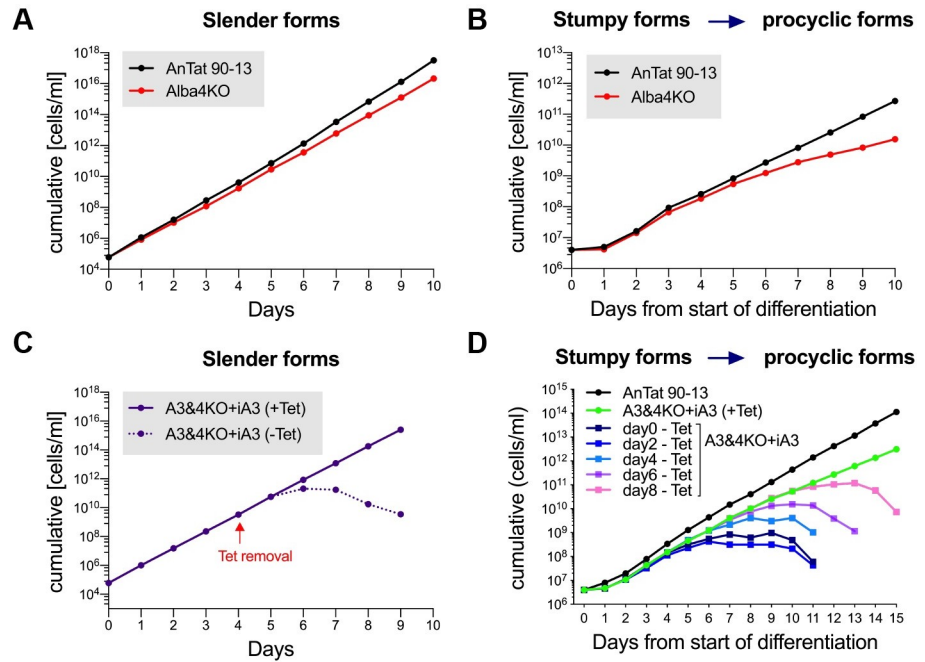 A
Slender forms
cumulative [cells/ml]
10^18
10^16
10^14
10^12
10^10
10^8
10^6
10^4
AnTat 90-13
Alba4KO
0 1 2 3 4 5 6 7 8 9 10
Days
B
Stumpy forms → procyclic forms
cumulative [cells/ml]
10^13
10^12
10^11
10^10
10^9
10^8
10^7
10^6
AnTat 90-13
Alba4KO
0 1 2 3 4 5 6 7 8 9 10
Days from start of differentiation
C
Slender forms
cumulative [cells/ml]
10^18
10^16
10^14
10^12
10^10
10^8
10^6
10^4
A3&4KO+iA3 (+Tet)
A3&4KO+iA3 (-Tet)
Tet removal
0 1 2 3 4 5 6 7 8 9 10
Days
D
Stumpy forms → procyclic forms
cumulative (cells/ml)
10^15
10^14
10^13
10^12
10^11
10^10
10^9
10^8
10^7
10^6
AnTat 90-13
A3&4KO+iA3 (+Tet)
day0 - Tet
day2 - Tet
day4 - Tet
day6 - Tet
day8 - Tet
A3&4KO+iA3
0 1 2 3 4 5 6 7 8 9 10 11 12 13 14 15
Days from start of differentiation